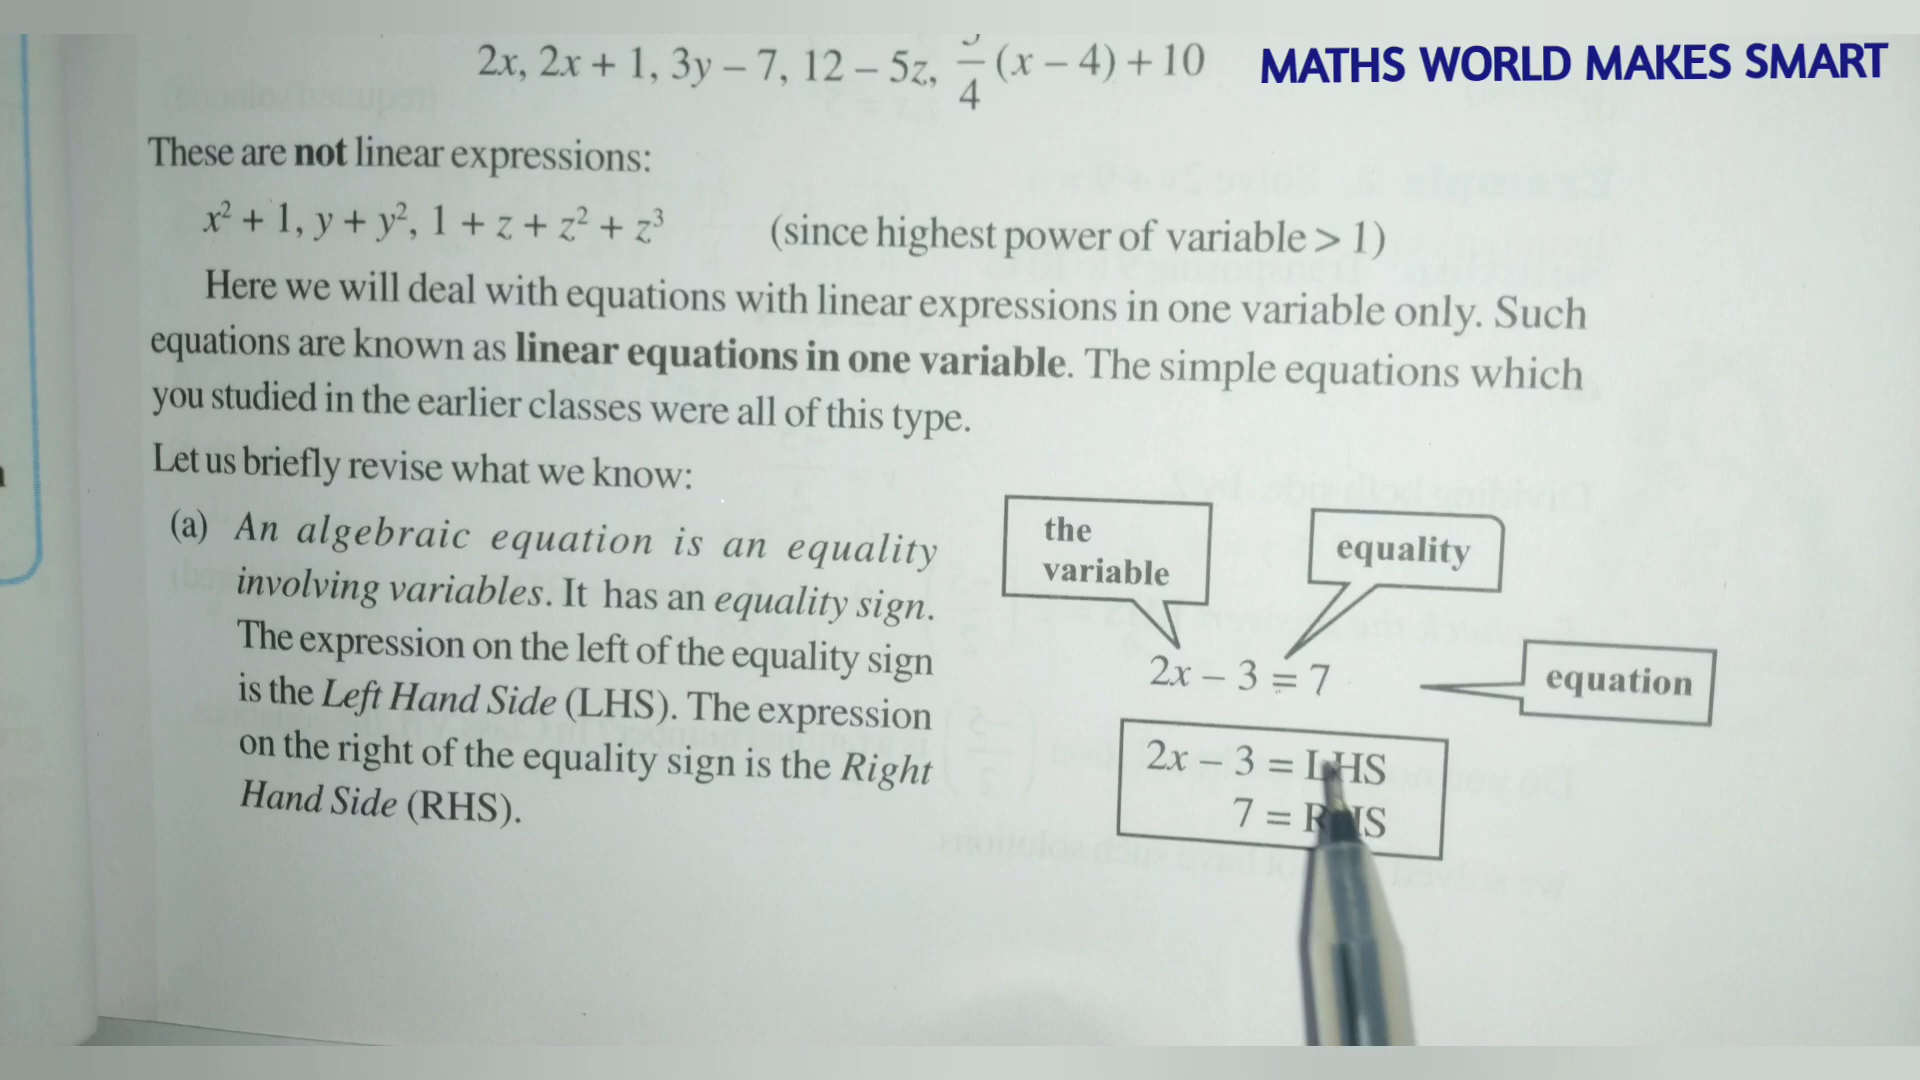 2x, 2x + 1, 3y – 7, 12 – 5z, 5/4 (x – 4) + 10
MATHS WORLD MAKES SMART
These are not linear expressions:
x² + 1, y + y², 1 + z + z² + z³ (since highest power of variable > 1)
Here we will deal with equations with linear expressions in one variable only. Such
equations are known as linear equations in one variable. The simple equations which
you studied in the earlier classes were all of this type.
Let us briefly revise what we know:
(a) An algebraic equation is an equality
involving variables. It has an equality sign.
The expression on the left of the equality sign
is the Left Hand Side (LHS). The expression
on the right of the equality sign is the Right
Hand Side (RHS).
the
variable
equality
2x – 3 = 7
equation
2x – 3 = LHS
7 = RHS